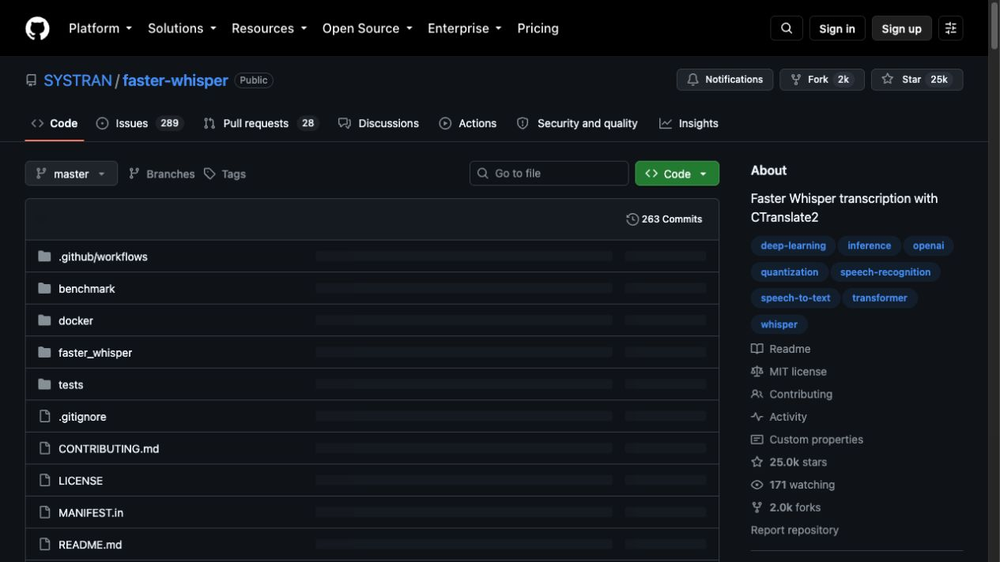 Platform Solutions Resources Open Source Enterprise Pricing Sign in Sign up
SYSTRAN/faster-whisper Public Notifications Fork 2k Star 25k
Code Issues 289 Pull requests 28 Discussions Actions Security and quality Insights
master Branches Tags Go to file Code
263 Commits
.github/workflows
benchmark
docker
faster_whisper
tests
.gitignore
CONTRIBUTING.md
LICENSE
MANIFEST.in
README.md
About
Faster Whisper transcription with
CTranslate2
deep-learning inference openai
quantization speech-recognition
speech-to-text transformer
whisper
Readme
MIT license
Contributing
Activity
Custom properties
25.0k stars
171 watching
2.0k forks
Report repository